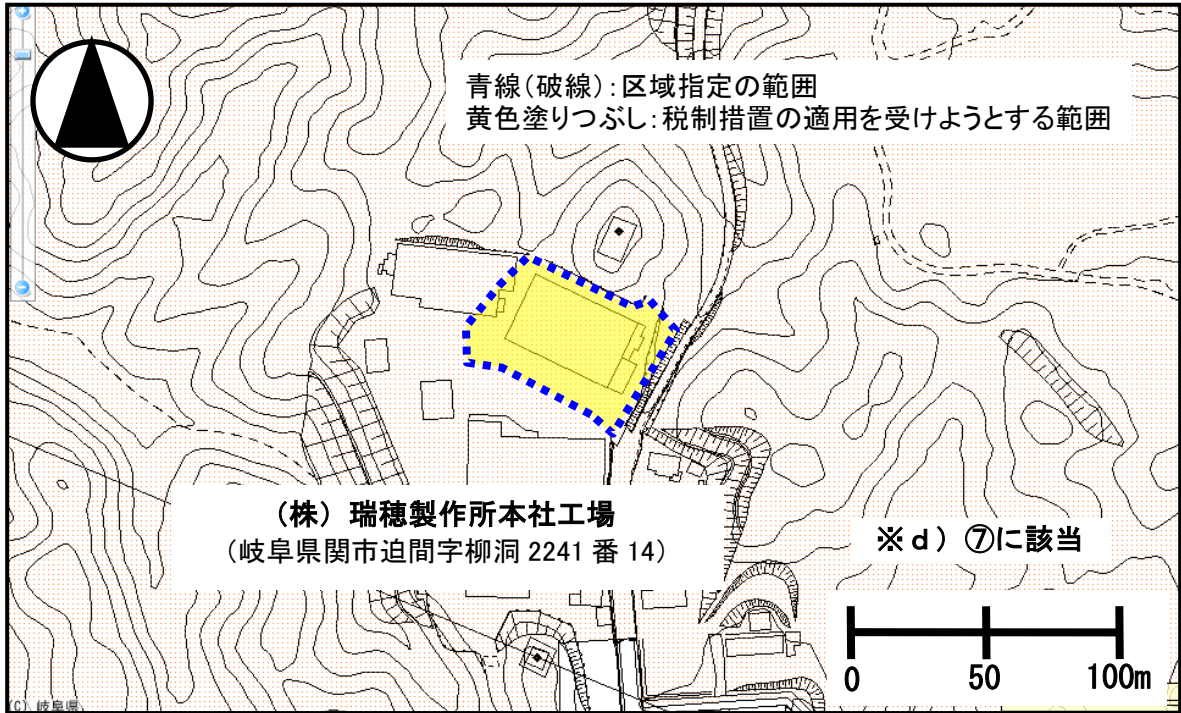 青線(破線):区域指定の範囲
黄色塗りつぶし:税制措置の適用を受けようとする範囲
(株) 瑞穂製作所本社工場
(岐阜県関市迫間字柳洞 2241 番 14)
※d) ⑦に該当
0 50 100m
(C) 岐阜県